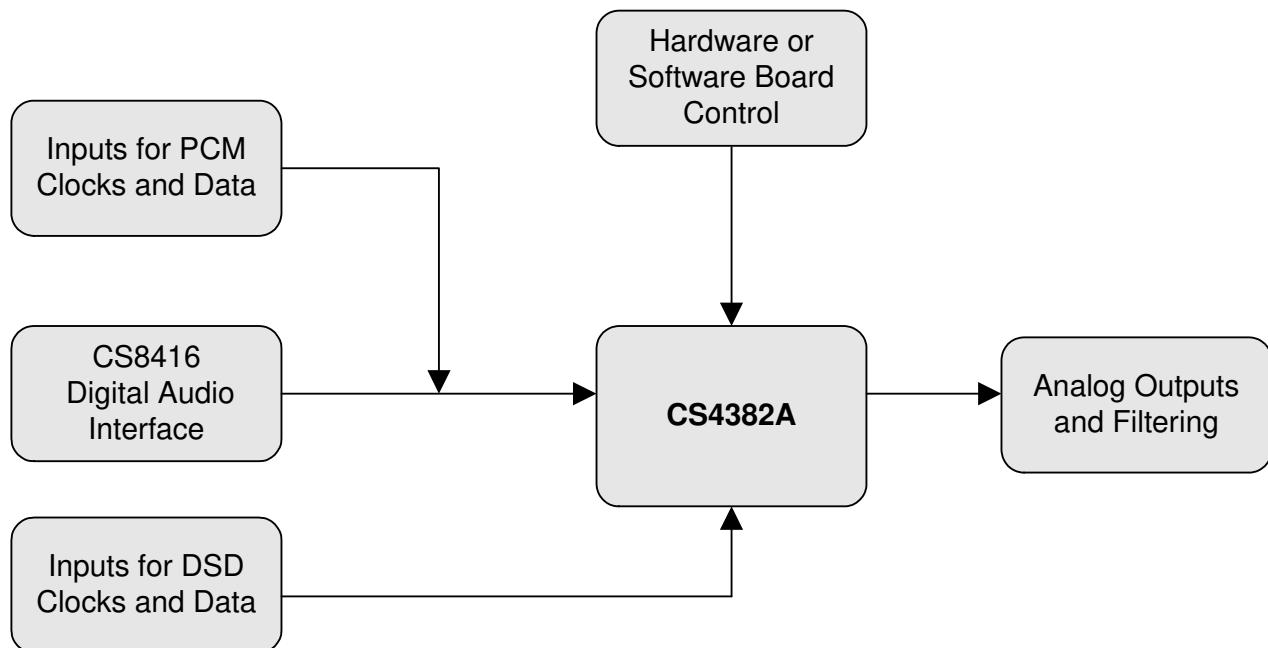 Hardware or
Software Board
Control
Inputs for PCM
Clocks and Data
CS8416
Digital Audio
Interface
CS4382A
Analog Outputs
and Filtering
Inputs for DSD
Clocks and Data